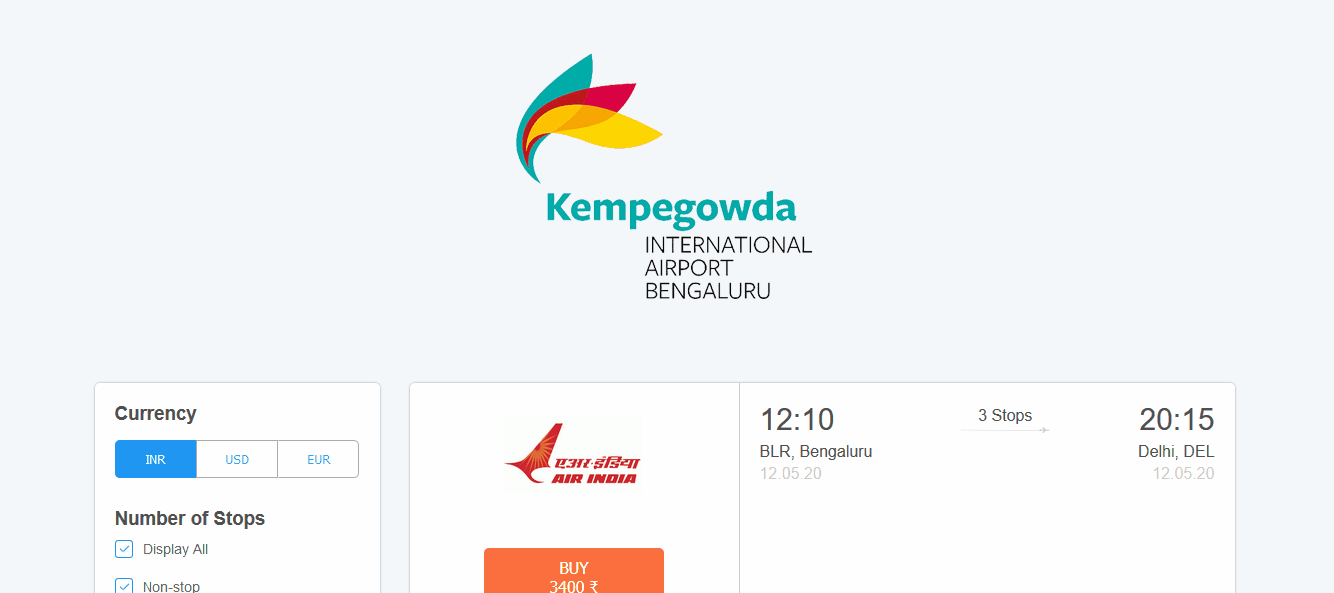 Kempegowda
INTERNATIONAL
AIRPORT
BENGALURU
Currency
INR USD EUR
Number of Stops
Display All
Non-stop
एअर-इंडिया
AIR INDIA
BUY
3400 ₹
12:10
BLR, Bengaluru
12.05.20
3 Stops
20:15
Delhi, DEL
12.05.20